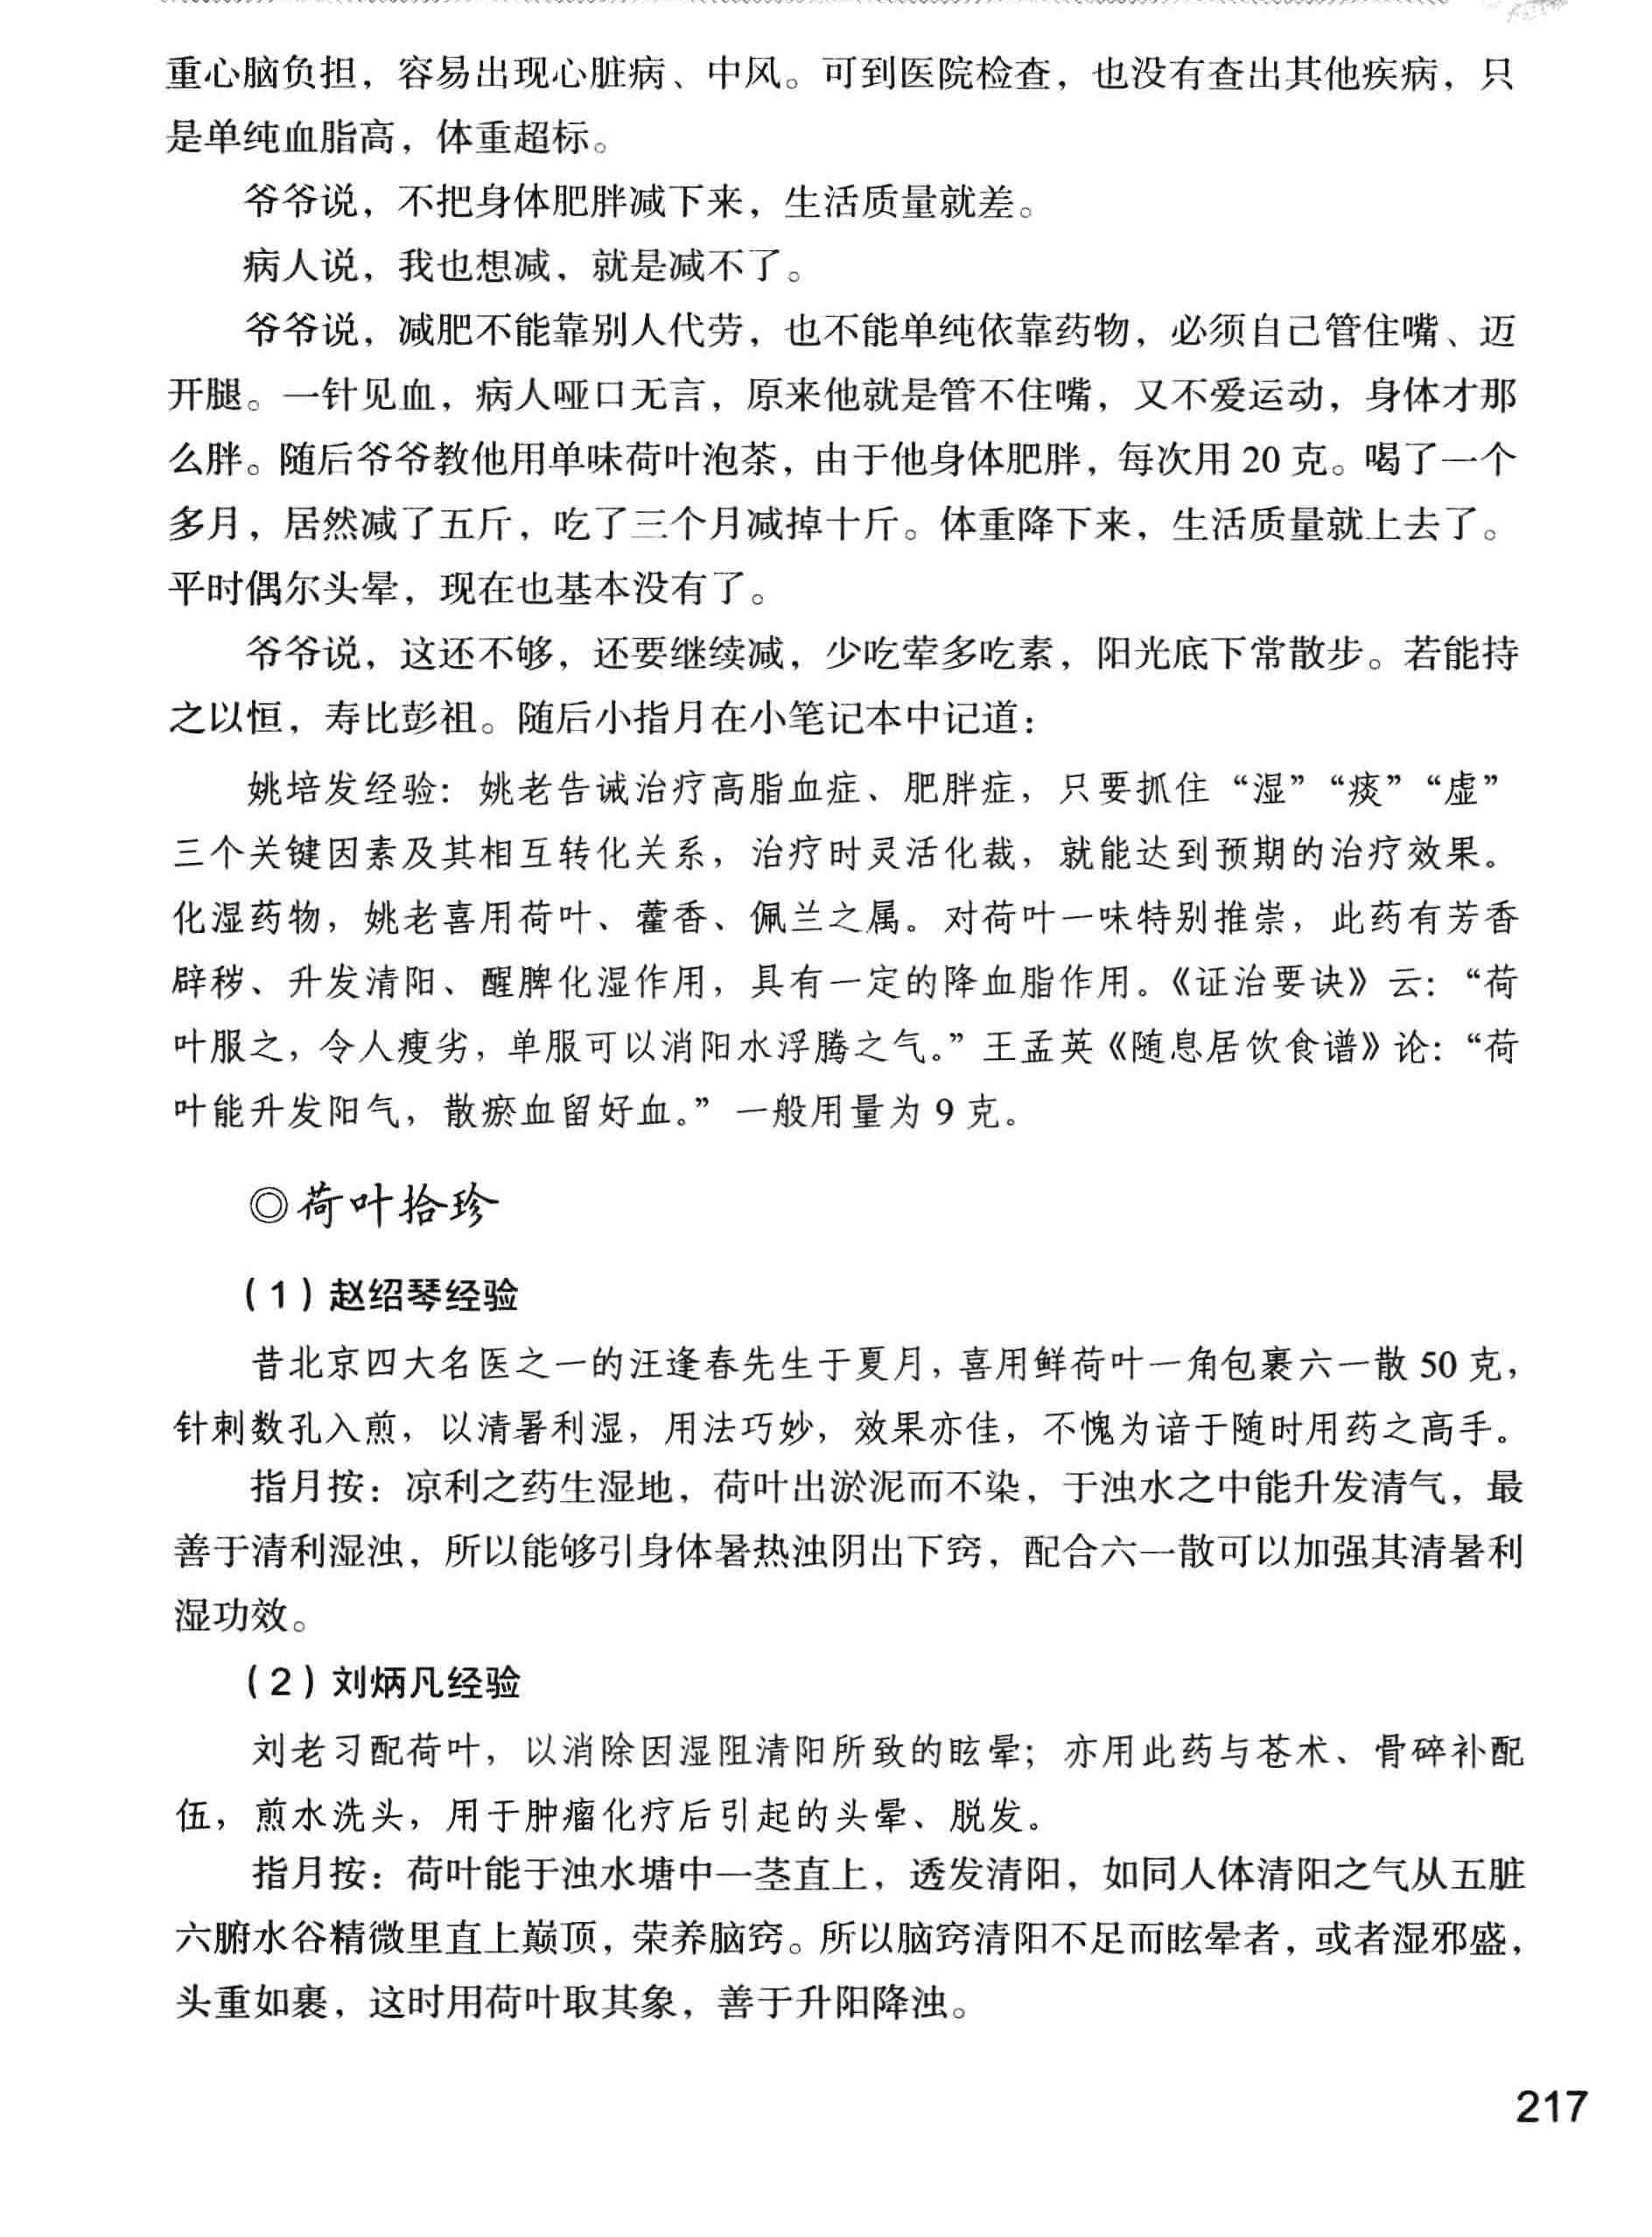 重心脑负担，容易出现心脏病、中风。可到医院检查，也没有查出其他疾病，只
是单纯血脂高，体重超标。
爷爷说，不把身体肥胖减下来，生活质量就差。
病人说，我也想减，就是减不了。
爷爷说，减肥不能靠别人代劳，也不能单纯依靠药物，必须自己管住嘴、迈
开腿。一针见血，病人哑口无言，原来他就是管不住嘴，又不爱运动，身体才那
么胖。随后爷爷教他用单味荷叶泡茶，由于他身体肥胖，每次用 20 克。喝了一个
多月，居然减了五斤，吃了三个月减掉十斤。体重降下来，生活质量就上去了。
平时偶尔头晕，现在也基本没有了。
爷爷说，这还不够，还要继续减，少吃荤多吃素，阳光底下常散步。若能持
之以恒，寿比彭祖。随后小指月在小笔记本中记道：
姚培发经验：姚老告诫治疗高脂血症、肥胖症，只要抓住“湿”“痰”“虚”
三个关键因素及其相互转化关系，治疗时灵活化裁，就能达到预期的治疗效果。
化湿药物，姚老喜用荷叶、藿香、佩兰之属。对荷叶一味特别推崇，此药有芳香
辟秽、升发清阳、醒脾化湿作用，具有一定的降血脂作用。《证治要诀》云：“荷
叶服之，令人瘦劣，单服可以消阳水浮腾之气。”王孟英《随息居饮食谱》论：“荷
叶能升发阳气，散瘀血留好血。”一般用量为 9 克。
◎荷叶拾珍
（1）赵绍琴经验
昔北京四大名医之一的汪逢春先生于夏月，喜用鲜荷叶一角包裹六一散 50 克，
针刺数孔入煎，以清暑利湿，用法巧妙，效果亦佳，不愧为谙于随时用药之高手。
指月按：凉利之药生湿地，荷叶出淤泥而不染，于浊水之中能升发清气，最
善于清利湿浊，所以能够引身体暑热浊阴出下窍，配合六一散可以加强其清暑利
湿功效。
（2）刘炳凡经验
刘老习配荷叶，以消除因湿阻清阳所致的眩晕；亦用此药与苍术、骨碎补配
伍，煎水洗头，用于肿瘤化疗后引起的头晕、脱发。
指月按：荷叶能于浊水塘中一茎直上，透发清阳，如同人体清阳之气从五脏
六腑水谷精微里直上巅顶，荣养脑窍。所以脑窍清阳不足而眩晕者，或者湿邪盛，
头重如裹，这时用荷叶取其象，善于升阳降浊。
217